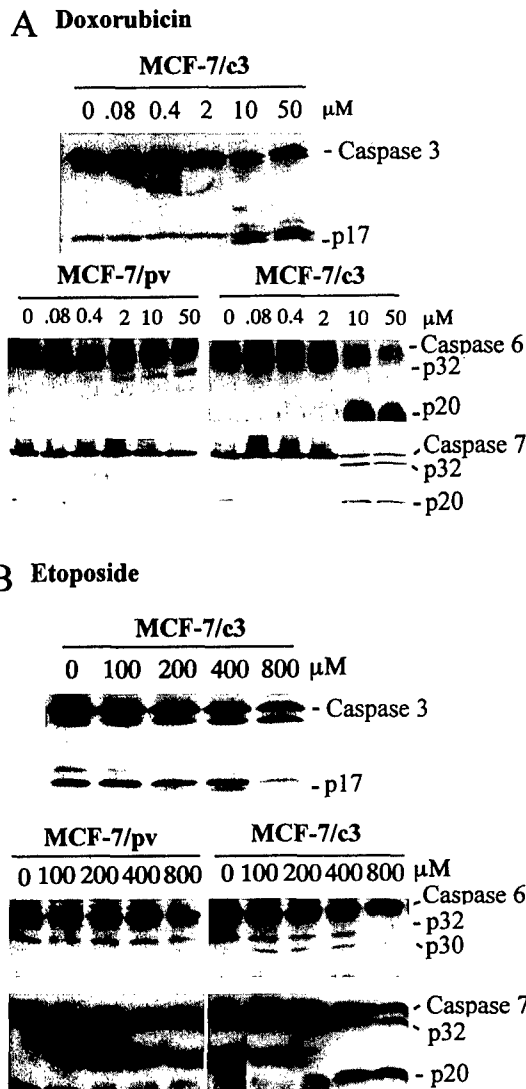 A Doxorubicin
MCF-7/c3
0 .08 0.4 2 10 50 μM
- Caspase 3
-p17
MCF-7/pv MCF-7/c3
0 .08 0.4 2 10 50 0 .08 0.4 2 10 50 μM
-Caspase 6
-p32
-p20
-Caspase 7
-p32
-p20
B Etoposide
MCF-7/c3
0 100 200 400 800 μM
- Caspase 3
-p17
MCF-7/pv MCF-7/c3
0 100 200 400 800 0 100 200 400 800 μM
-Caspase 6
-p32
-p30
-Caspase 7
-p32
-p20